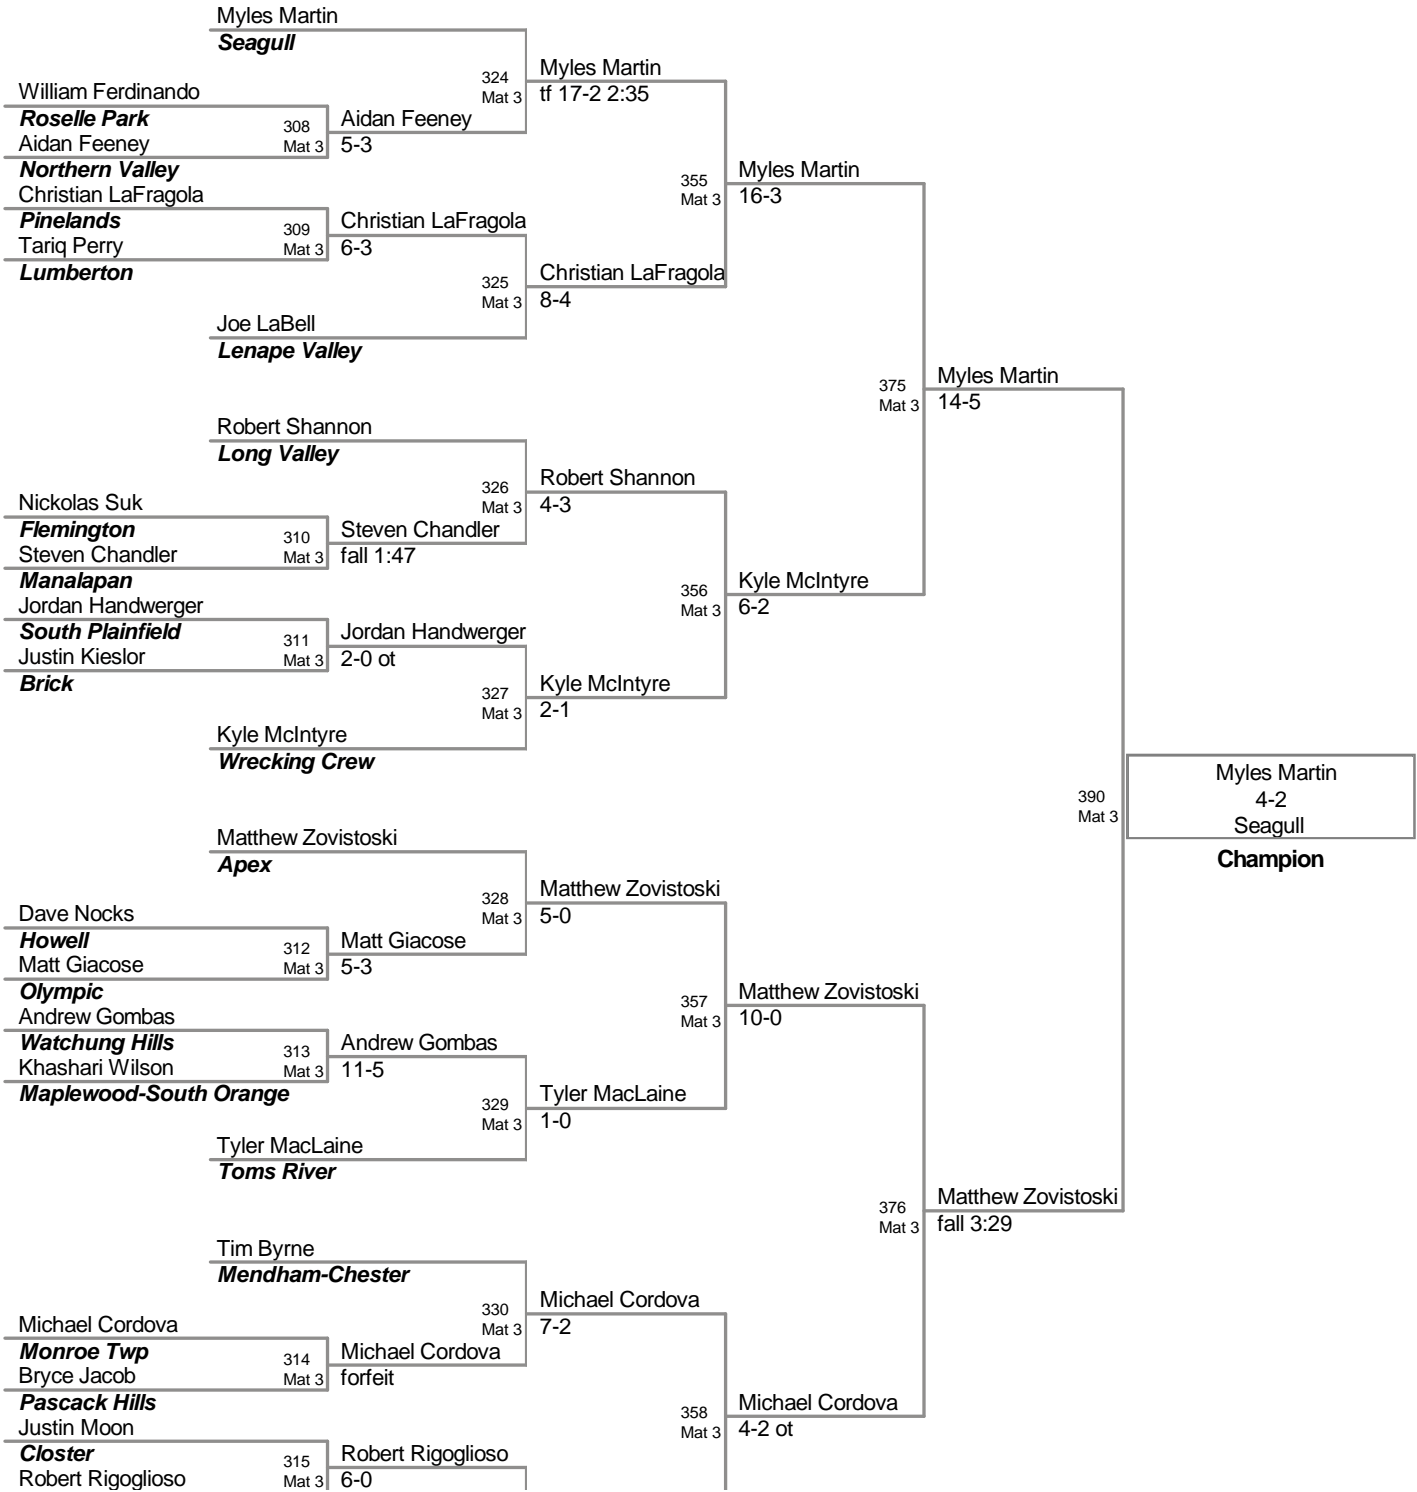 Myles Martin
Seagull
324
Mat 3
Myles Martin
tf 17-2 2:35
William Ferdinando
Roselle Park
308
Mat 3
Aidan Feeney
5-3
Aidan Feeney
Northern Valley
Christian LaFragola
355
Mat 3
Myles Martin
16-3
Pinelands
309
Mat 3
Christian LaFragola
6-3
Tariq Perry
Lumberton
325
Mat 3
Christian LaFragola
8-4
Joe LaBell
Lenape Valley
375
Mat 3
Myles Martin
14-5
Robert Shannon
Long Valley
326
Mat 3
Robert Shannon
4-3
Nickolas Suk
Flemington
310
Mat 3
Steven Chandler
fall 1:47
Steven Chandler
Manalapan
Jordan Handwerger
356
Mat 3
Kyle McIntyre
6-2
South Plainfield
311
Mat 3
Jordan Handwerger
2-0 ot
Justin Kieslor
Brick
327
Mat 3
Kyle McIntyre
2-1
Kyle McIntyre
Wrecking Crew
390
Mat 3
Myles Martin
4-2
Seagull
Champion
Matthew Zovistoski
Apex
328
Mat 3
Matthew Zovistoski
5-0
Dave Nocks
Howell
312
Mat 3
Matt Giacose
5-3
Matt Giacose
Olympic
Andrew Gombas
357
Mat 3
Matthew Zovistoski
10-0
Watchung Hills
313
Mat 3
Andrew Gombas
11-5
Khashari Wilson
Maplewood-South Orange
329
Mat 3
Tyler MacLaine
1-0
Tyler MacLaine
Toms River
376
Mat 3
Matthew Zovistoski
fall 3:29
Tim Byrne
Mendham-Chester
330
Mat 3
Michael Cordova
7-2
Michael Cordova
Monroe Twp
314
Mat 3
Michael Cordova
forfeit
Bryce Jacob
Pascack Hills
Justin Moon
358
Mat 3
Michael Cordova
4-2 ot
Closter
315
Mat 3
Robert Rigoglioso
6-0
Robert Rigoglioso